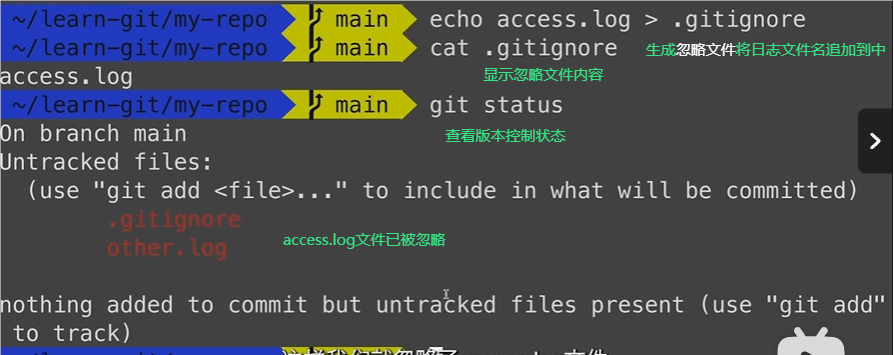 ~/learn-git/my-repo main echo access.log > .gitignore
~/learn-git/my-repo main cat .gitignore 生成忽略文件将日志文件名追加到中
access.log 显示忽略文件内容
~/learn-git/my-repo main git status
On branch main 查看版本控制状态
Untracked files:
(use "git add <file>..." to include in what will be committed)
.gitignore
other.log access.log文件已被忽略
nothing added to commit but untracked files present (use "git add"
to track)